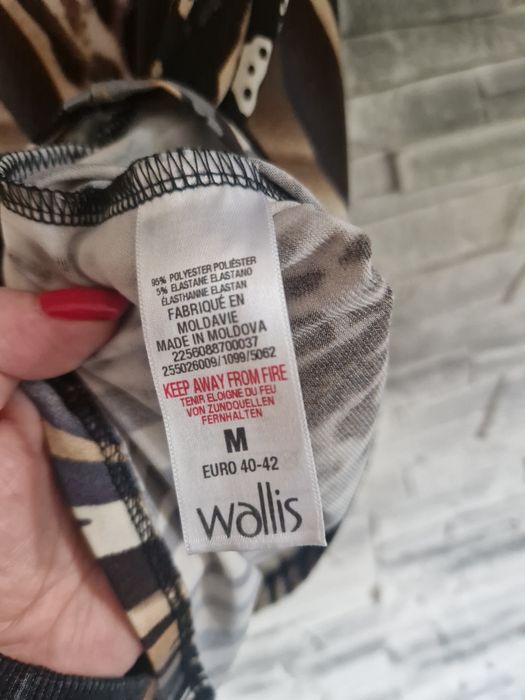 95% POLYESTER POLIÉSTER
5% ELASTANE ELASTANO
ÉLASTHANNE ELASTAN
FABRIQUÉ EN
MOLDAVIE
MADE IN MOLDOVA
2256088700037
255026009/1099/5062
KEEP AWAY FROM FIRE
TENIR ELOIGNE DU FEU
VON ZUNDQUELLEN
FERNHALTEN
M
EURO 40-42
wallis